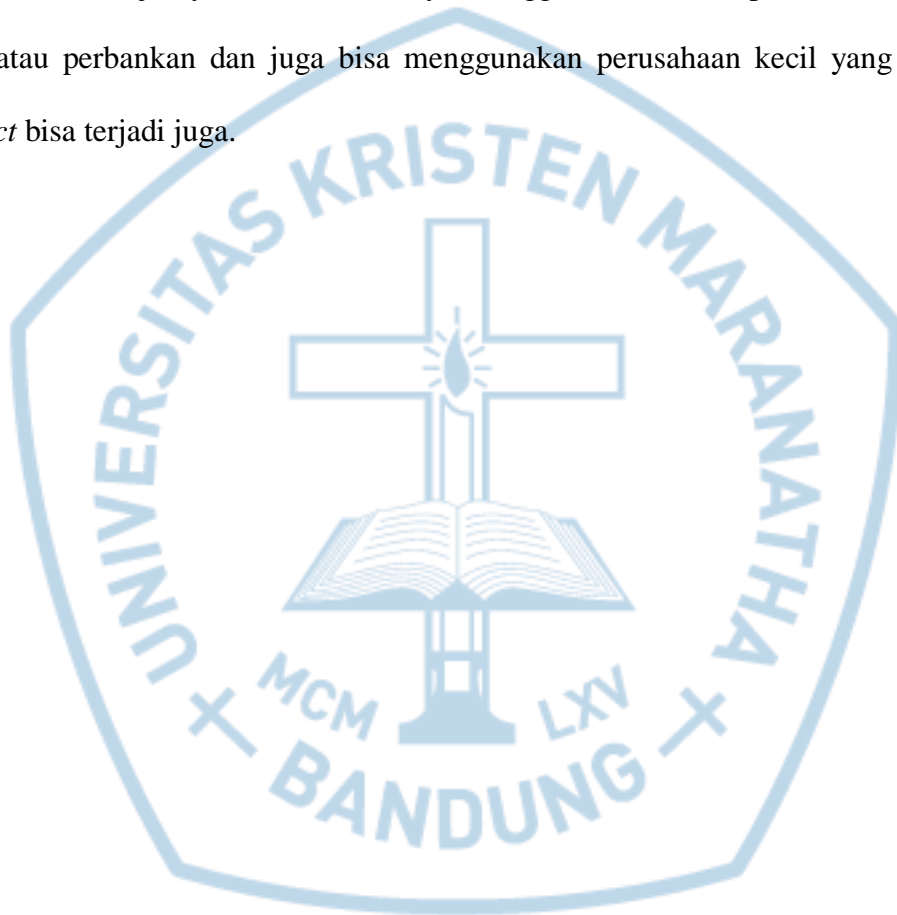 atau perbankan dan juga bisa menggunakan perusahaan kecil yang
ct bisa terjadi juga.
UNIVERSITAS KRISTEN MARANATHA
MCM LXV
BANDUNG